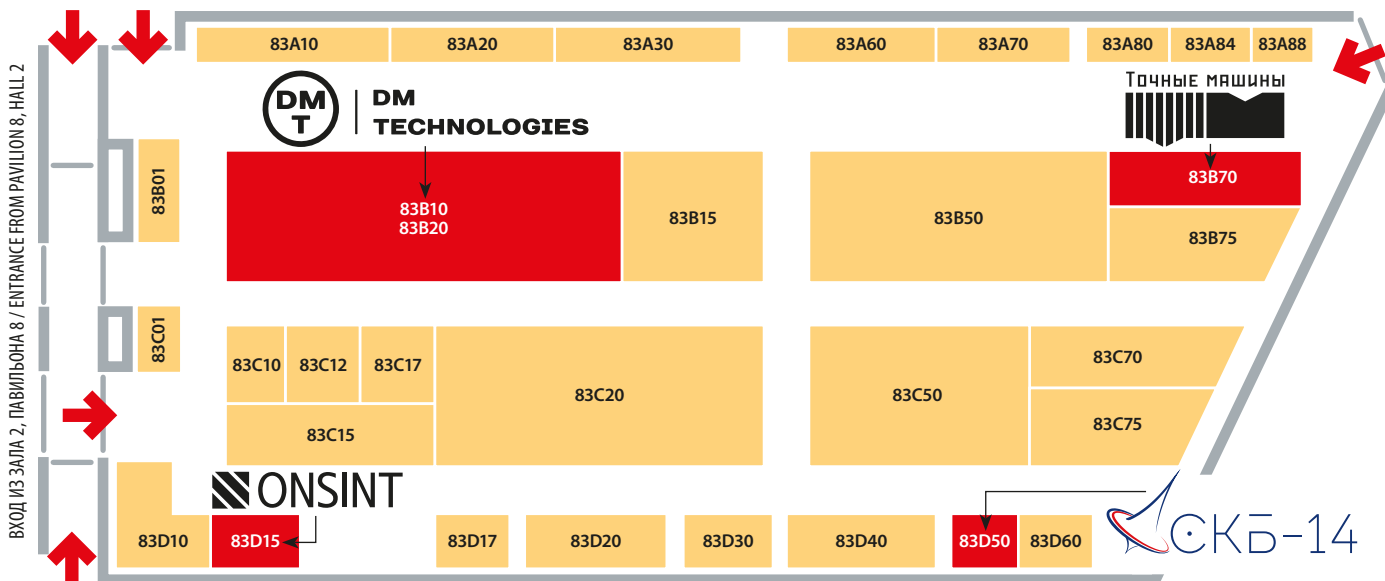 83A10 83A20 83A30 83A60 83A70 83A80 83A84 83A88
DM
T
DM
TECHNOLOGIES
Точные машины
83B01
83B10
83B20
83B15
83B50
83B70
83B75
ВХОД ИЗ ЗАЛА 2, ПАВИЛЬОНА 8 / ENTRANCE FROM PAVILION 8, HALL 2
83C01
83C10 83C12 83C17
83C15
83C20
83C50
83C70
83C75
ONSINT
СКБ-14
83D10 83D15 83D17 83D20 83D30 83D40 83D50 83D60